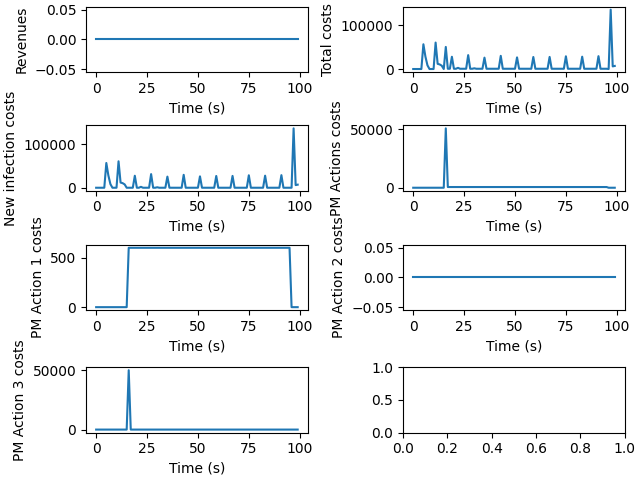 Revenues
0.05
0.00
−0.05
0 25 50 75 100
Time (s)
Total costs
100000
0
0 25 50 75 100
Time (s)
New infection costs
100000
0
0 25 50 75 100
Time (s)
PM Actions costs
50000
0
0 25 50 75 100
Time (s)
PM Action 1 costs
500
0
0 25 50 75 100
Time (s)
PM Action 2 costs
0.05
0.00
−0.05
0 25 50 75 100
Time (s)
PM Action 3 costs
50000
0
0 25 50 75 100
Time (s)
1.0
0.5
0.0
0.0 0.2 0.4 0.6 0.8 1.0